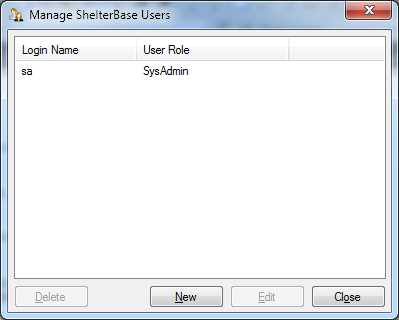 Manage ShelterBase Users
Login Name User Role
sa SysAdmin
Delete New Edit Close